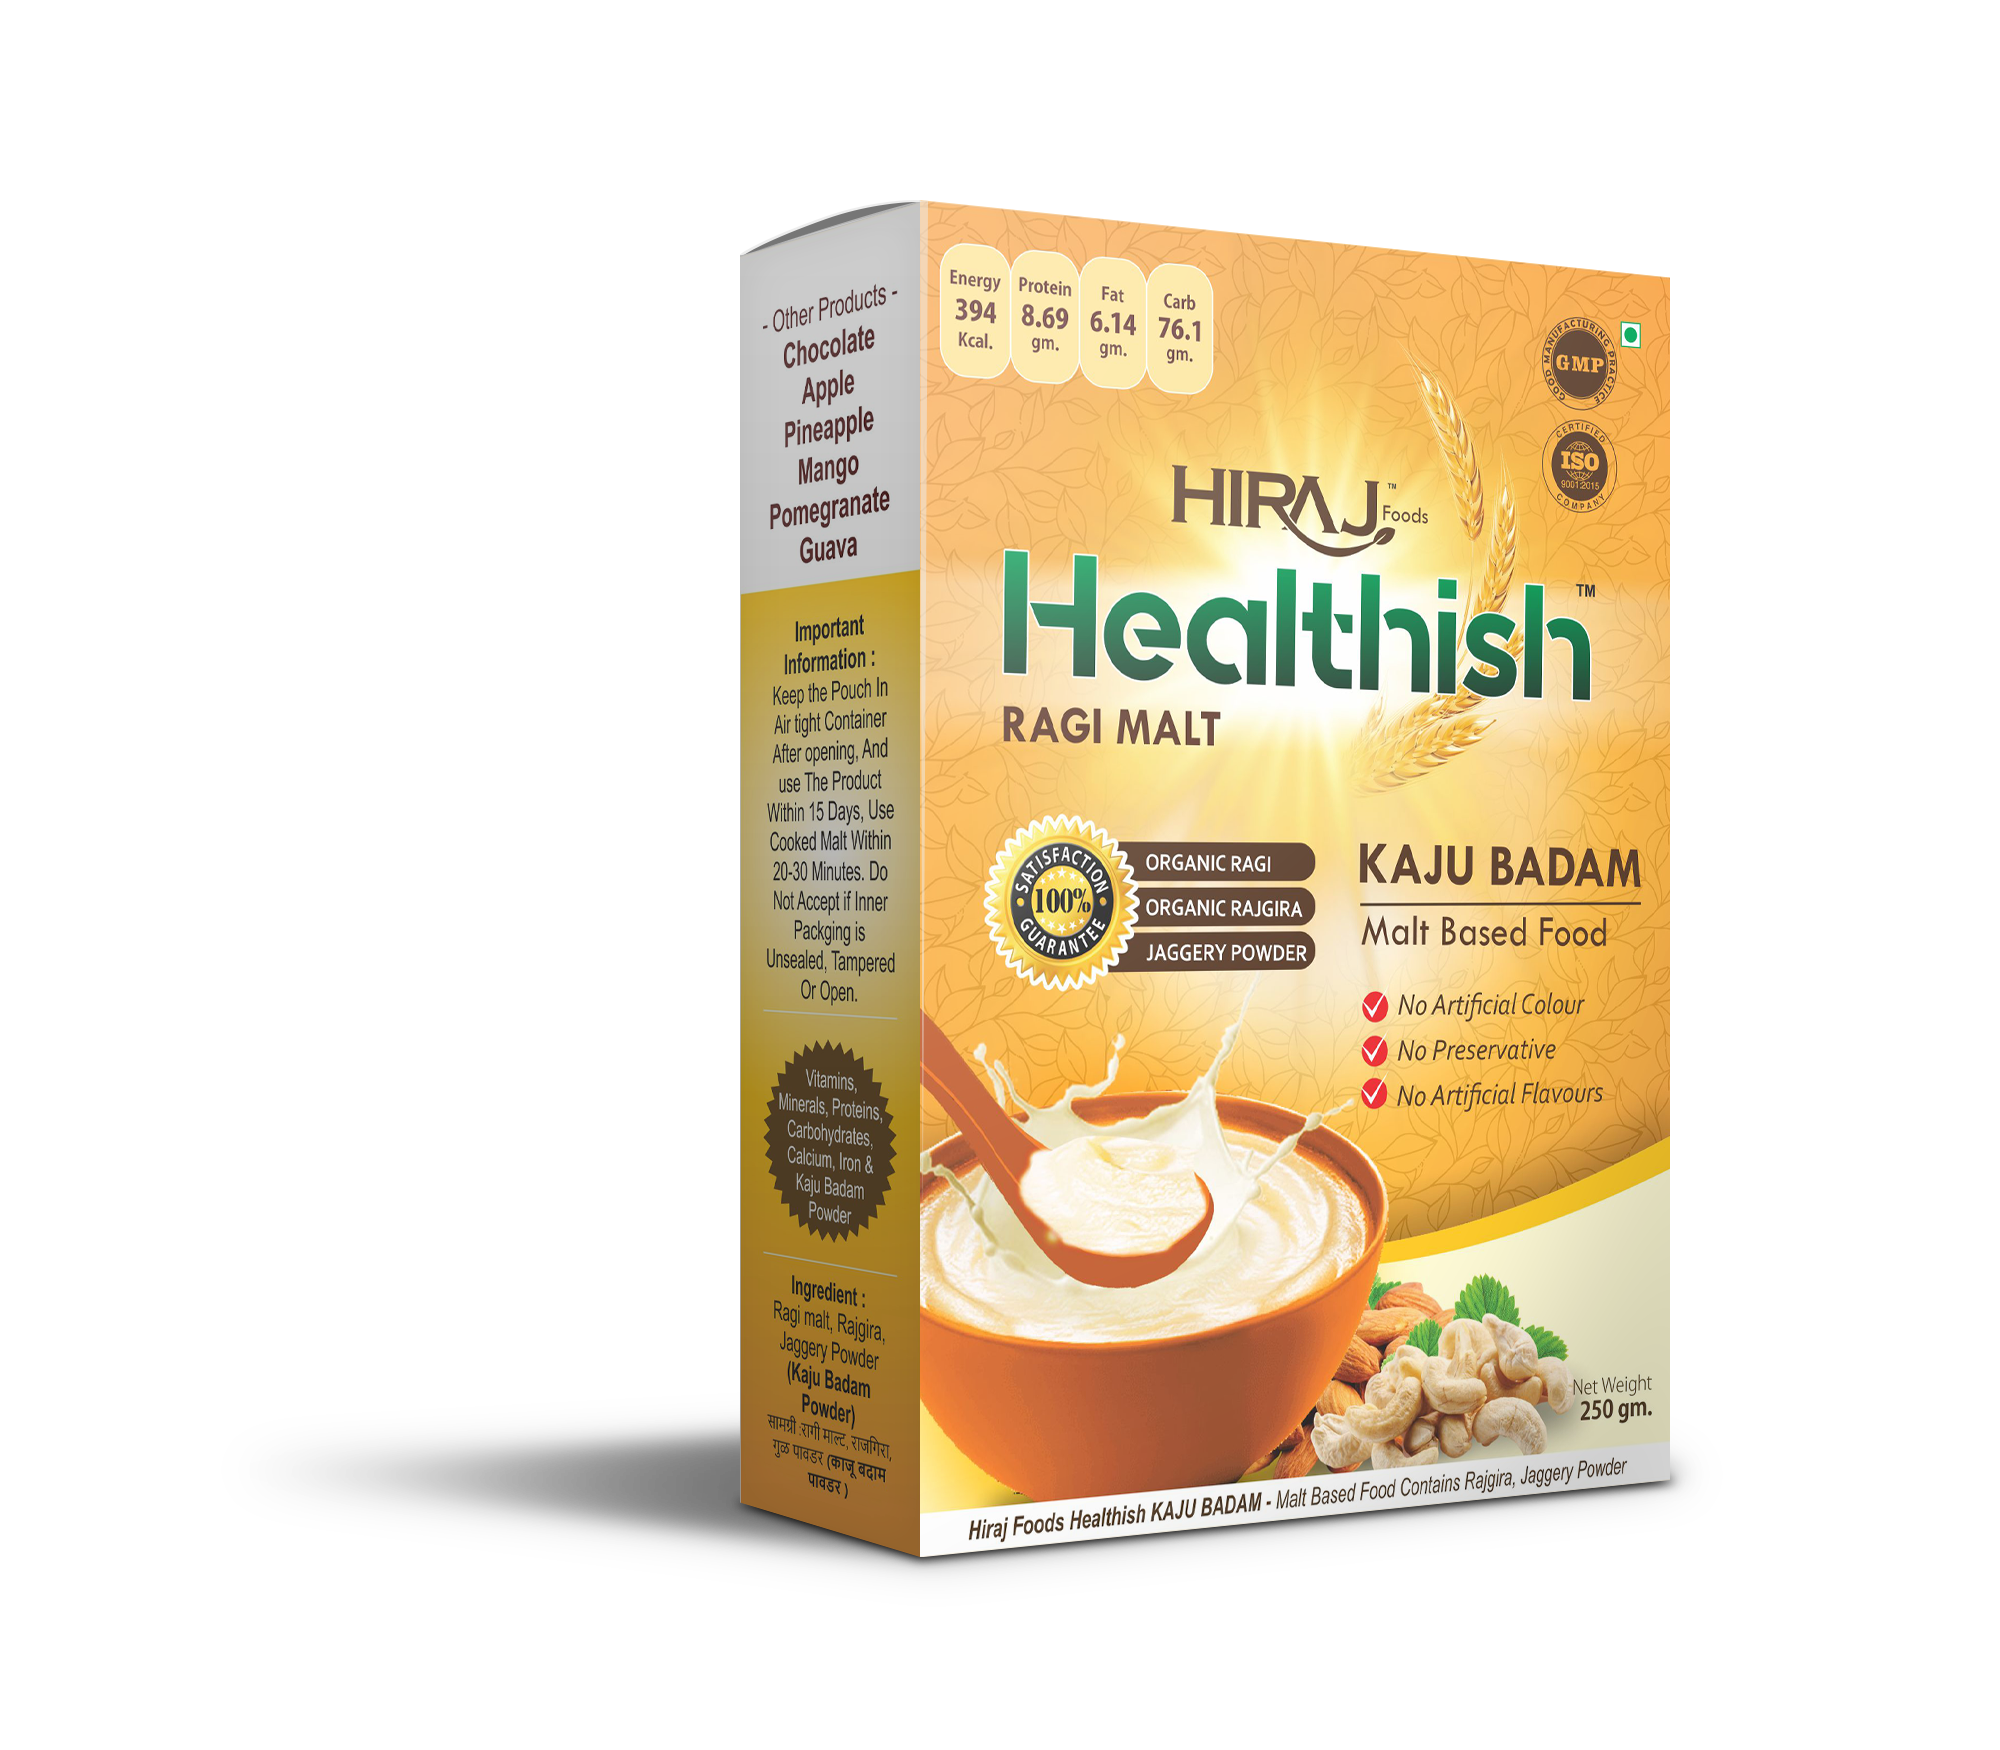 - Other Products -
Chocolate
Apple
Pineapple
Mango
Pomegranate
Guava
Important
Information :
Keep the Pouch In
Air tight Container
After opening, And
use The Product
Within 15 Days, Use
Cooked Malt Within
20-30 Minutes. Do
Not Accept if Inner
Packging is
Unsealed, Tampered
Or Open.
Vitamins,
Minerals, Proteins,
Carbohydrates,
Calcium, Iron &
Kaju Badam
Powder
Ingredient :
Ragi malt, Rajgira,
Jaggery Powder
(Kaju Badam
Powder)
सामग्री :रागी माल्ट, राजगिरा,
गुळ पावडर (काजू बदाम
पावडर )
Energy
394
Kcal.
Protein
8.69
gm.
Fat
6.14
gm.
Carb
76.1
gm.
GOOD MANUFACTURING PRACTICE
GMP
CERTIFIED
ISO
9001:2015
COMPANY
HIRAJ™ Foods
Healthish™
RAGI MALT
SATISFACTION
100%
GUARANTEE
ORGANIC RAGI
ORGANIC RAJGIRA
JAGGERY POWDER
KAJU BADAM
Malt Based Food
No Artificial Colour
No Preservative
No Artificial Flavours
Net Weight
250 gm.
Hiraj Foods Healthish KAJU BADAM - Malt Based Food Contains Rajgira, Jaggery Powder